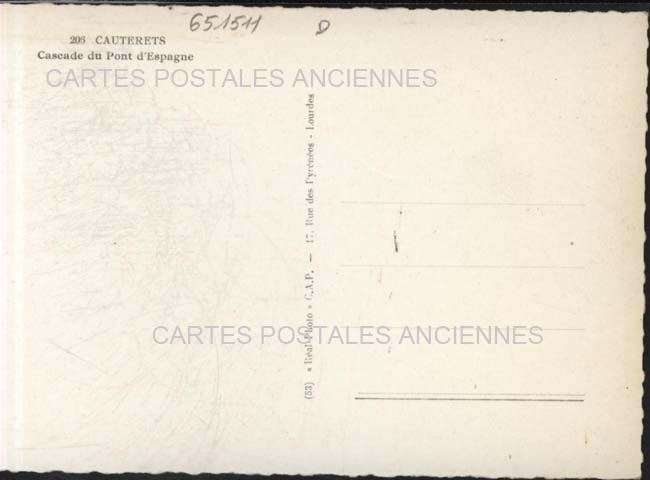 651511 D
206 CAUTERETS
Cascade du Pont d'Espagne
CARTES POSTALES ANCIENNES
(53) « Réal-Photo » C.A.P. — 17, Rue des Pyrénées - Lourdes
CARTES POSTALES ANCIENNES